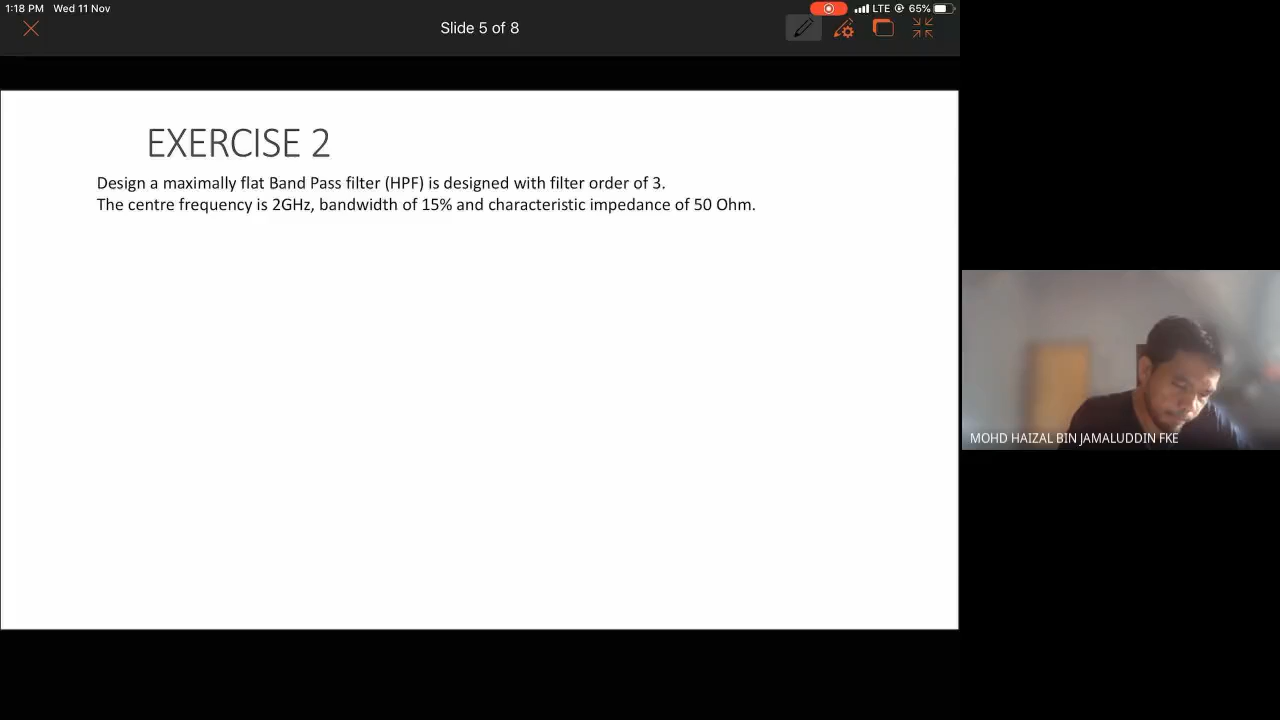 1:18 PM Wed 11 Nov
LTE 65%
Slide 5 of 8
EXERCISE 2
Design a maximally flat Band Pass filter (HPF) is designed with filter order of 3.
The centre frequency is 2GHz, bandwidth of 15% and characteristic impedance of 50 Ohm.
MOHD HAIZAL BIN JAMALUDDIN FKE